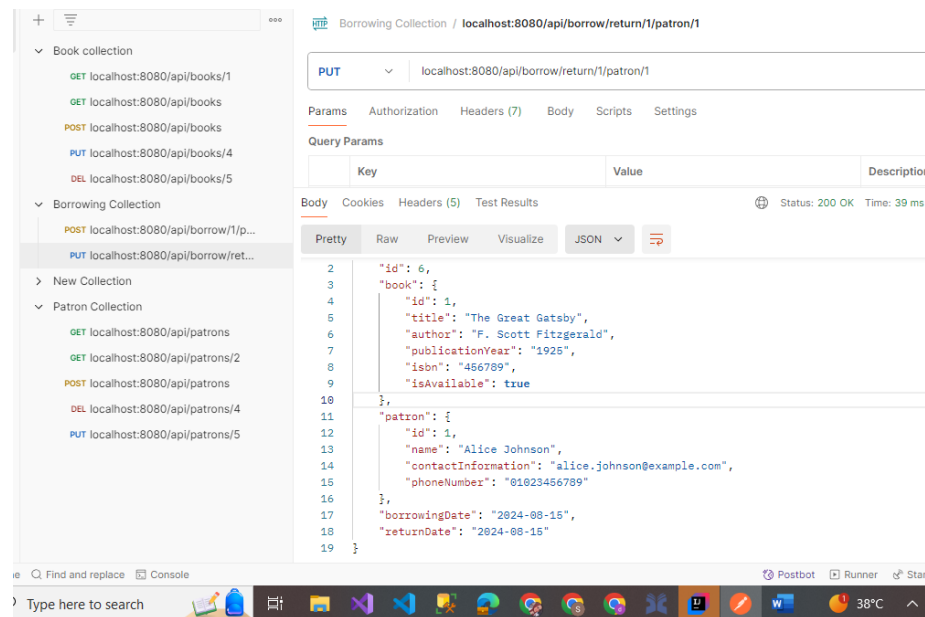 HTTP Borrowing Collection / localhost:8080/api/borrow/return/1/patron/1
Book collection
GET localhost:8080/api/books/1
GET localhost:8080/api/books
POST localhost:8080/api/books
PUT localhost:8080/api/books/4
DEL localhost:8080/api/books/5
Borrowing Collection
POST localhost:8080/api/borrow/1/p...
PUT localhost:8080/api/borrow/ret...
New Collection
Patron Collection
GET localhost:8080/api/patrons
GET localhost:8080/api/patrons/2
POST localhost:8080/api/patrons
DEL localhost:8080/api/patrons/4
PUT localhost:8080/api/patrons/5
PUT localhost:8080/api/borrow/return/1/patron/1
Params Authorization Headers (7) Body Scripts Settings
Query Params
Key Value Description
Body Cookies Headers (5) Test Results Status: 200 OK Time: 39 ms
Pretty Raw Preview Visualize JSON
2 "id": 6,
3 "book": {
4 "id": 1,
5 "title": "The Great Gatsby",
6 "author": "F. Scott Fitzgerald",
7 "publicationYear": "1925",
8 "isbn": "456789",
9 "isAvailable": true
10 },
11 "patron": {
12 "id": 1,
13 "name": "Alice Johnson",
14 "contactInformation": "alice.johnson@example.com",
15 "phoneNumber": "01023456789"
16 },
17 "borrowingDate": "2024-08-15",
18 "returnDate": "2024-08-15"
19 }
Find and replace Console Postbot Runner
Type here to search 38°C